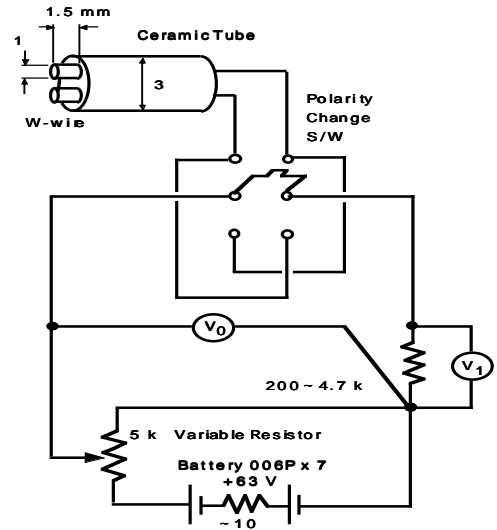 1.5 mm
Ceramic Tube
1
3
W-wire
Polarity
Change
S/W
V0
V1
200~4.7 k
5 k Variable Resistor
Battery 006P x 7
+63 V
~10